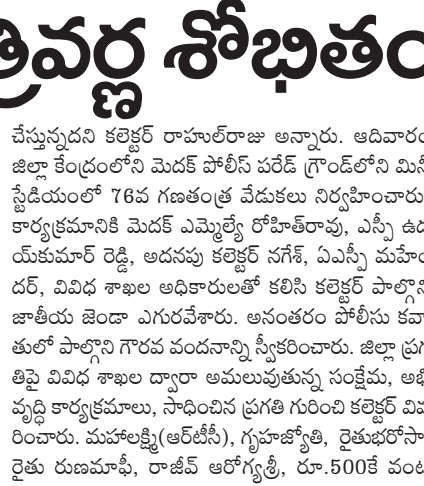 త్రివర్ణ శోభితం
చేస్తున్నదని కలెక్టర్ రాహుల్‌రాజు అన్నారు. ఆదివారం
జిల్లా కేంద్రంలోని మెదక్ పోలీస్ పరేడ్ గ్రౌండ్‌లోని మినీ
స్టేడియంలో 76వ గణతంత్ర వేడుకలు నిర్వహించారు.
కార్యక్రమానికి మెదక్ ఎమ్మెల్యే రోహిత్‌రావు, ఎస్పీ ఉద
య్‌కుమార్ రెడ్డి, అదనపు కలెక్టర్ నగేశ్, ఏఎస్పీ మహేం
దర్, వివిధ శాఖల అధికారులతో కలిసి కలెక్టర్ పాల్గొని
జాతీయ జెండా ఎగురవేశారు. అనంతరం పోలీసు కవా
తులో పాల్గొని గౌరవ వందనాన్ని స్వీకరించారు. జిల్లా ప్రగ
తిపై వివిధ శాఖల ద్వారా అమలువుతున్న సంక్షేమ, అభి
వృద్ధి కార్యక్రమాలు, సాధించిన ప్రగతి గురించి కలెక్టర్ వివ
రించారు. మహాలక్ష్మి(ఆర్‌టీసీ), గృహజ్యోతి, రైతుభరోసా,
రైతు రుణమాఫీ, రాజీవ్ ఆరోగ్యశ్రీ, రూ.500కే వంట